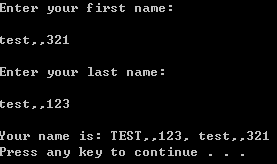 Enter your first name:
test,,321
Enter your last name:
test,,123
Your name is: TEST,,123, test,,321
Press any key to continue . . .